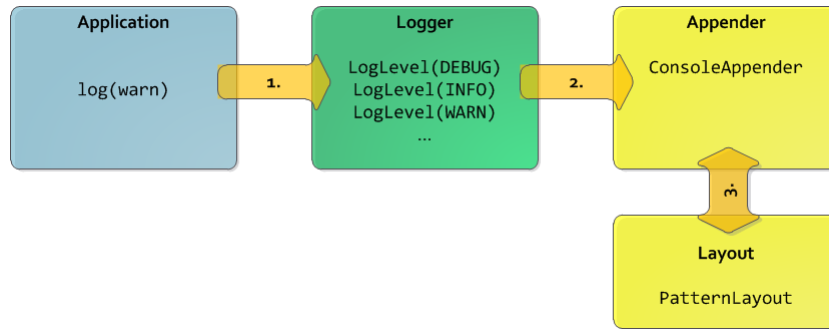 Application
log(warn)
1.
Logger
LogLevel(DEBUG)
LogLevel(INFO)
LogLevel(WARN)
...
2.
Appender
ConsoleAppender
3.
Layout
PatternLayout